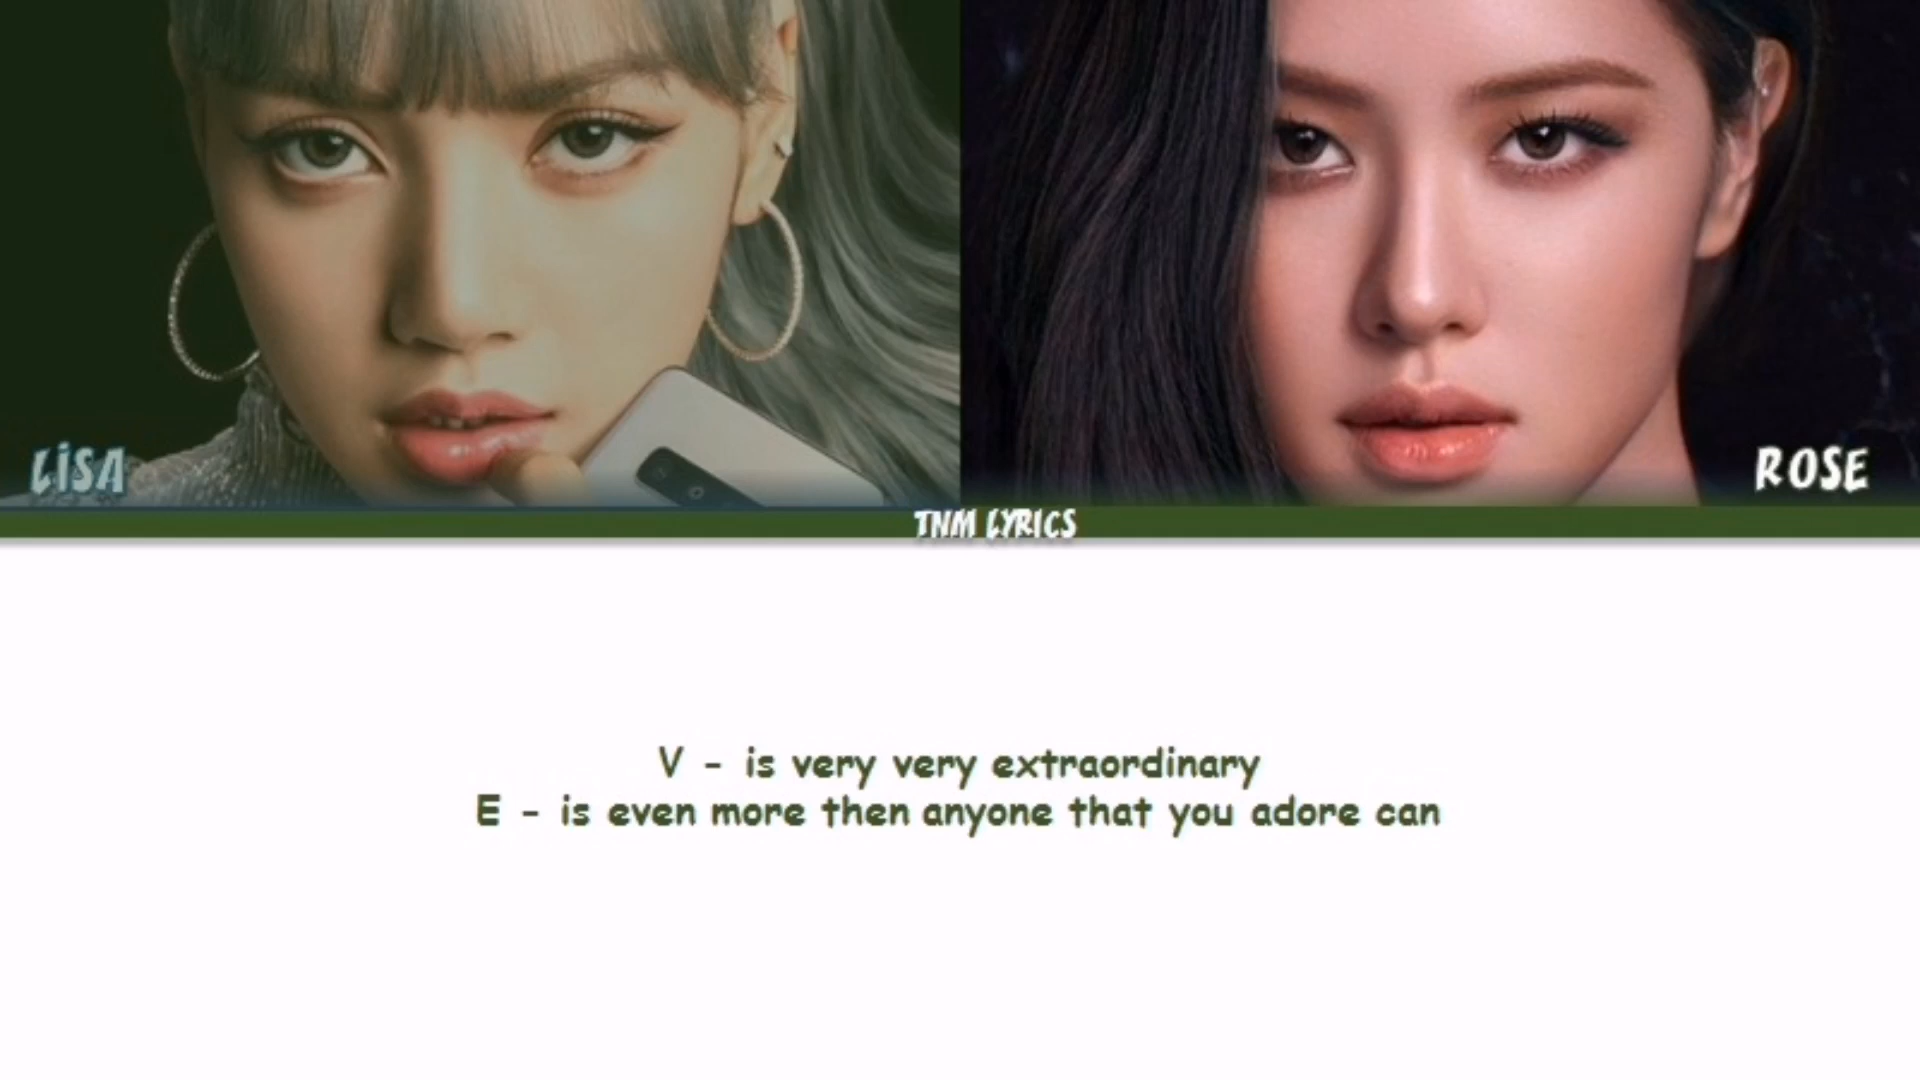 LISA
ROSE
TNM LYRICS
V - is very very extraordinary
E - is even more then anyone that you adore can